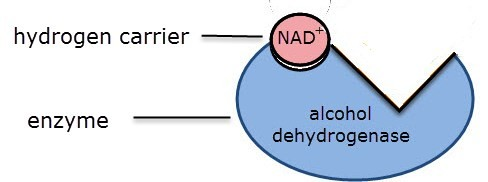 hydrogen carrier
NAD⁺
enzyme
alcohol
dehydrogenase